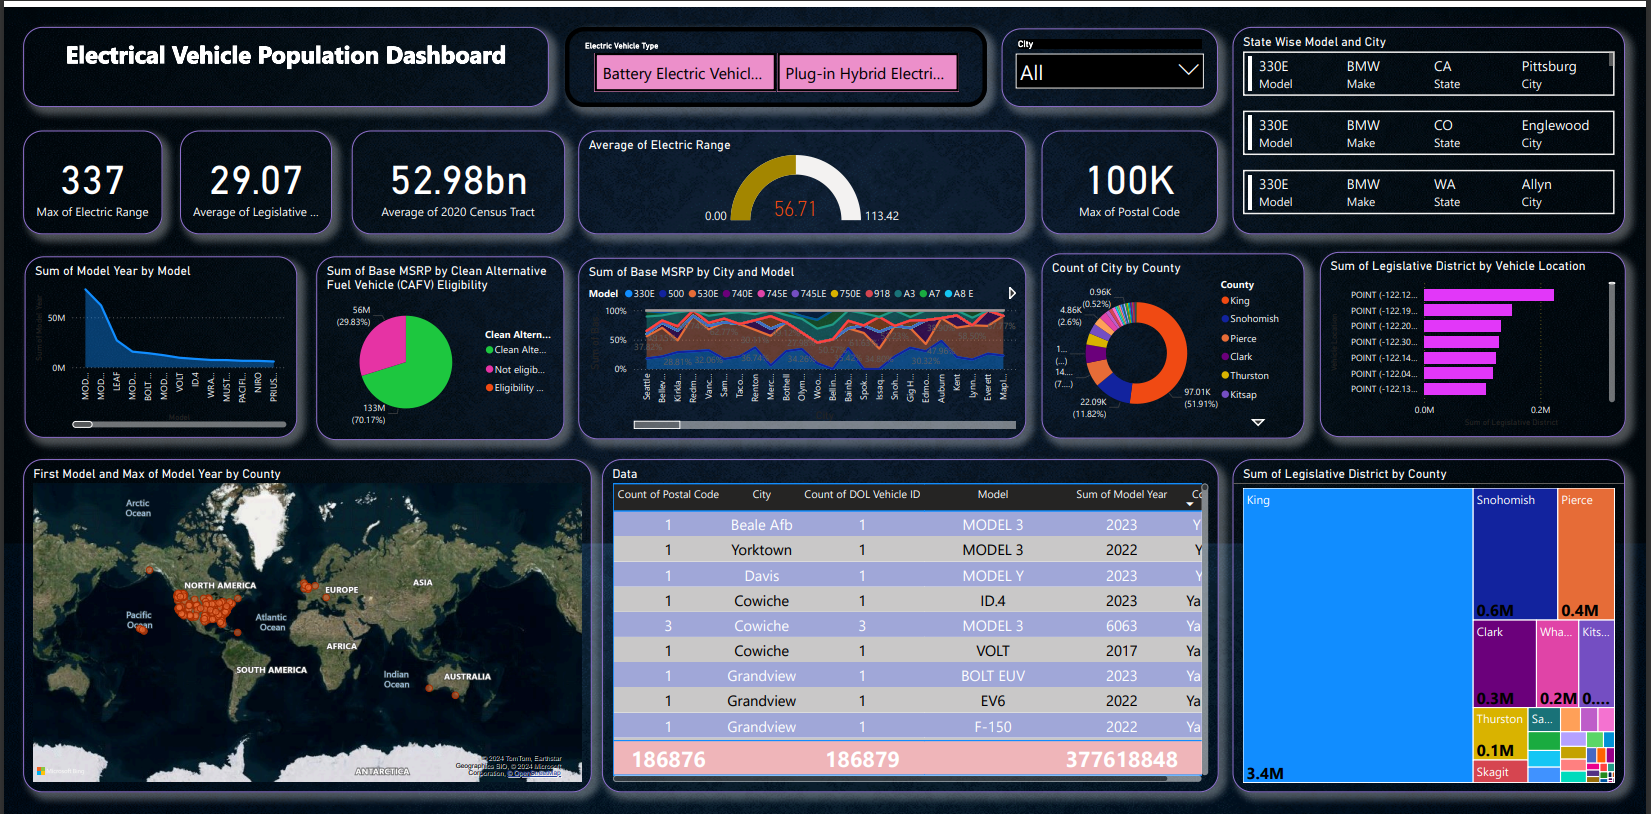 Electrical Vehicle Population Dashboard
Electric Vehicle Type
Battery Electric Vehicl...
Plug-in Hybrid Electri...
City
All
State Wise Model and City
330E BMW CA Pittsburg
Model Make State City
330E BMW CO Englewood
Model Make State City
330E BMW WA Allyn
Model Make State City
337
Max of Electric Range
29.07
Average of Legislative ...
52.98bn
Average of 2020 Census Tract
Average of Electric Range
0.00
56.71
113.42
100K
Max of Postal Code
Sum of Model Year by Model
50M
0M
MOD...
MOD...
LEAF
MOD...
BOLT ...
MOD...
VOLT
ID.4
WRA...
MUST...
PACIFI...
NIRO
PRIUS...
Model
Sum of Base MSRP by Clean Alternative
Fuel Vehicle (CAFV) Eligibility
56M
(29.83%)
133M
(70.17%)
Clean Altern...
Clean Alte...
Not eligib...
Eligibility ...
Sum of Base MSRP by City and Model
Model 330E 500 530E 740E 745E 745LE 750E 918 A3 A7 A8 E
100%
50%
0%
Seattle
Bellev...
Kirkla...
Redm...
Vanc...
Sam...
Taco...
Renton
Merc...
Bothell
Olym...
Woo...
Bellin...
Bainb...
Spok...
Issaq...
Snoh...
Gig H...
Edmo...
Auburn
Kent
Lynn...
Everett
Mapl...
Count of City by County
0.96K
(0.52%)
4.86K
(2.6%)
1...
(...)
14....
(7....)
22.09K
(11.82%)
97.01K
(51.91%)
County
King
Snohomish
Pierce
Clark
Thurston
Kitsap
Sum of Legislative District by Vehicle Location
POINT (-122.12...
POINT (-122.19...
POINT (-122.20...
POINT (-122.30...
POINT (-122.14...
POINT (-122.04...
POINT (-122.13...
0.0M
0.2M
Sum of Legislative District
First Model and Max of Model Year by County
Arctic
Ocean
NORTH AMERICA
EUROPE
ASIA
Pacific
Ocean
Atlantic
Ocean
AFRICA
SOUTH AMERICA
Indian
Ocean
AUSTRALIA
ANTARCTICA
© 2024 TomTom, Earthstar
Geographics SIO, © 2024 Microsoft
Corporation, © OpenStreetMap
Data
Count of Postal Code City Count of DOL Vehicle ID Model Sum of Model Year Co
1 Beale Afb 1 MODEL 3 2023 Y
1 Yorktown 1 MODEL 3 2022 Y
1 Davis 1 MODEL Y 2023 Y
1 Cowiche 1 ID.4 2023 Ya
3 Cowiche 3 MODEL 3 6063 Ya
1 Cowiche 1 VOLT 2017 Ya
1 Grandview 1 BOLT EUV 2023 Ya
1 Grandview 1 EV6 2022 Ya
1 Grandview 1 F-150 2022 Ya
186876 186879 377618848
Sum of Legislative District by County
King
3.4M
Snohomish
0.6M
Pierce
0.4M
Clark
0.3M
Wha...
0.2M
Kits...
0....
Thurston
0.1M
Sa...
Skagit